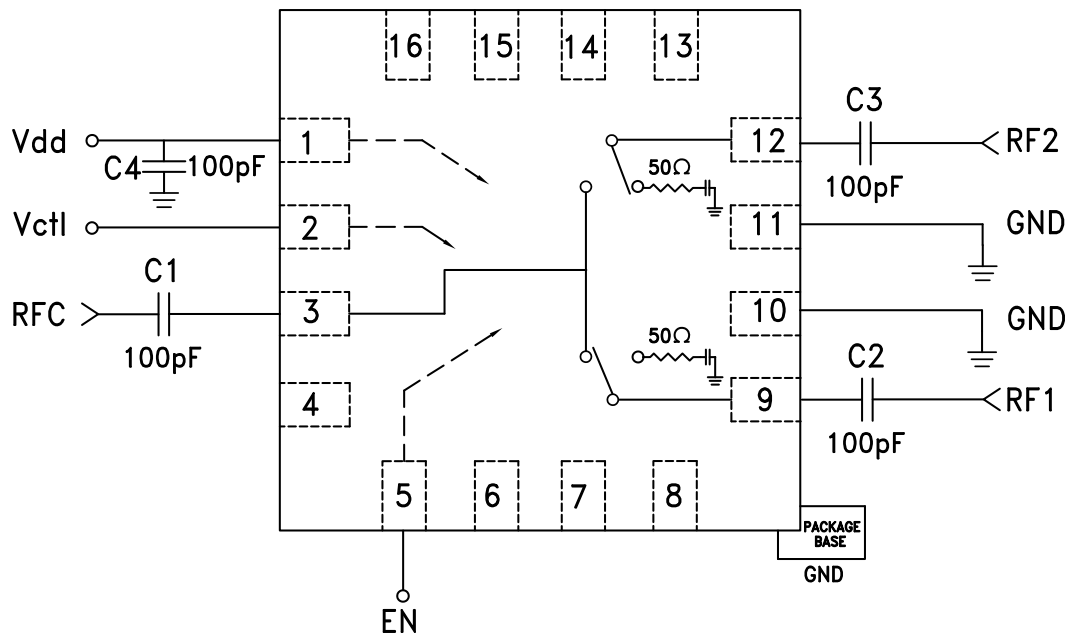 16 15 14 13
Vdd
C4 100pF
1
Vctl
2
C1
RFC
100pF
3
4
50Ω
50Ω
12
11
10
9
C3
100pF
RF2
GND
GND
C2
100pF
RF1
5 6 7 8
PACKAGE
BASE
GND
EN